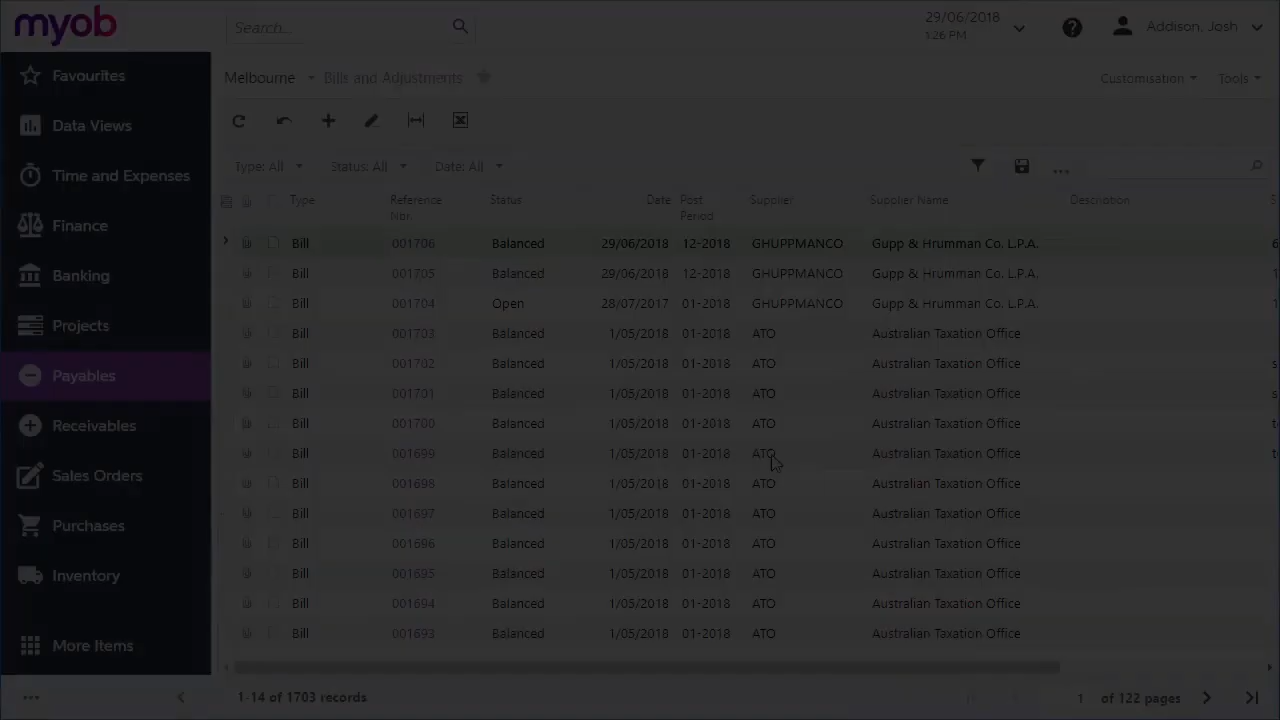 myob
Search...
29/06/2018
1:26 PM
Addison, Josh
Favourites
Data Views
Time and Expenses
Finance
Banking
Projects
Payables
Receivables
Sales Orders
Purchases
Inventory
More Items
Melbourne Bills and Adjustments
Customisation Tools
Type: All Status: All Date: All
Type Reference Nbr. Status Date Post Period Supplier Supplier Name Description
Bill 001706 Balanced 29/06/2018 12-2018 GHUPPMANCO Gupp & Hrumman Co. L.P.A. 6
Bill 001705 Balanced 29/06/2018 12-2018 GHUPPMANCO Gupp & Hrumman Co. L.P.A.
Bill 001704 Open 28/07/2017 01-2018 GHUPPMANCO Gupp & Hrumman Co. L.P.A.
Bill 001703 Balanced 1/05/2018 01-2018 ATO Australian Taxation Office
Bill 001702 Balanced 1/05/2018 01-2018 ATO Australian Taxation Office s
Bill 001701 Balanced 1/05/2018 01-2018 ATO Australian Taxation Office s
Bill 001700 Balanced 1/05/2018 01-2018 ATO Australian Taxation Office t
Bill 001699 Balanced 1/05/2018 01-2018 ATO Australian Taxation Office t
Bill 001698 Balanced 1/05/2018 01-2018 ATO Australian Taxation Office
Bill 001697 Balanced 1/05/2018 01-2018 ATO Australian Taxation Office
Bill 001696 Balanced 1/05/2018 01-2018 ATO Australian Taxation Office
Bill 001695 Balanced 1/05/2018 01-2018 ATO Australian Taxation Office
Bill 001694 Balanced 1/05/2018 01-2018 ATO Australian Taxation Office
Bill 001693 Balanced 1/05/2018 01-2018 ATO Australian Taxation Office
1-14 of 1703 records
1 of 122 pages